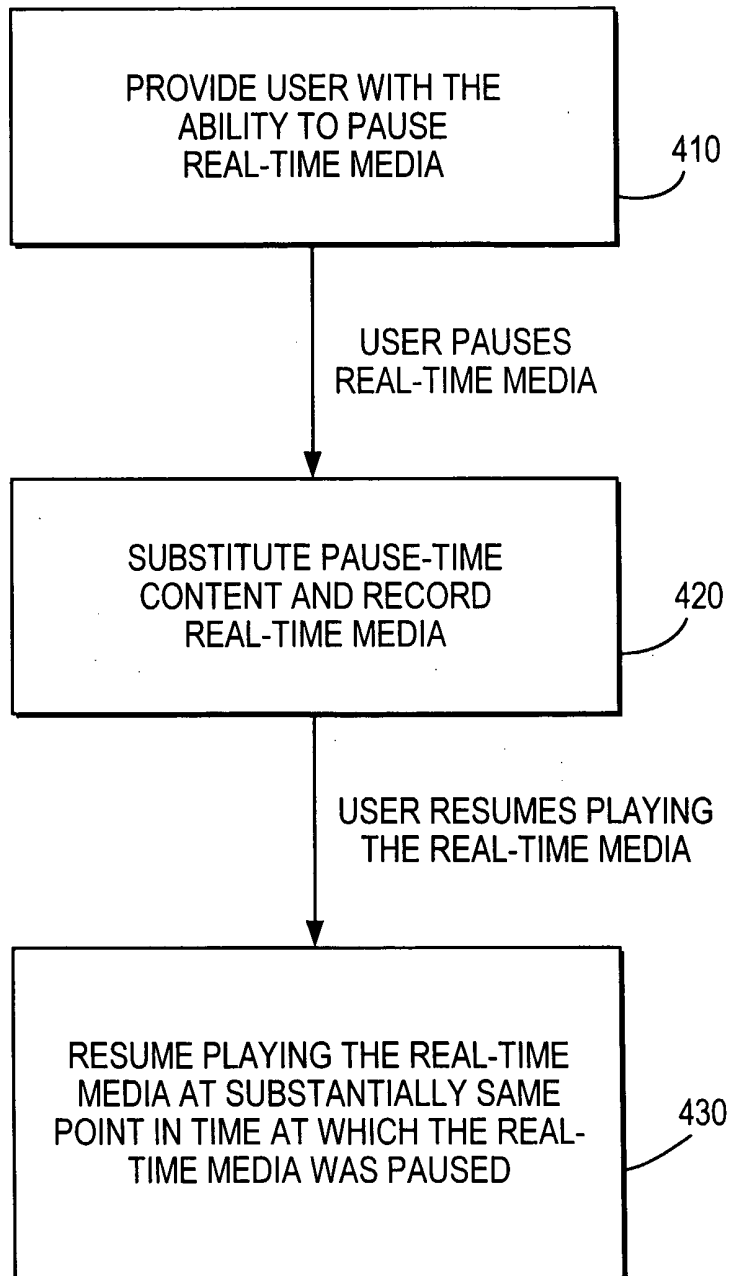 PROVIDE USER WITH THE
ABILITY TO PAUSE
REAL-TIME MEDIA
410
USER PAUSES
REAL-TIME MEDIA
SUBSTITUTE PAUSE-TIME
CONTENT AND RECORD
REAL-TIME MEDIA
420
USER RESUMES PLAYING
THE REAL-TIME MEDIA
RESUME PLAYING THE REAL-TIME
MEDIA AT SUBSTANTIALLY SAME
POINT IN TIME AT WHICH THE REAL-
TIME MEDIA WAS PAUSED
430